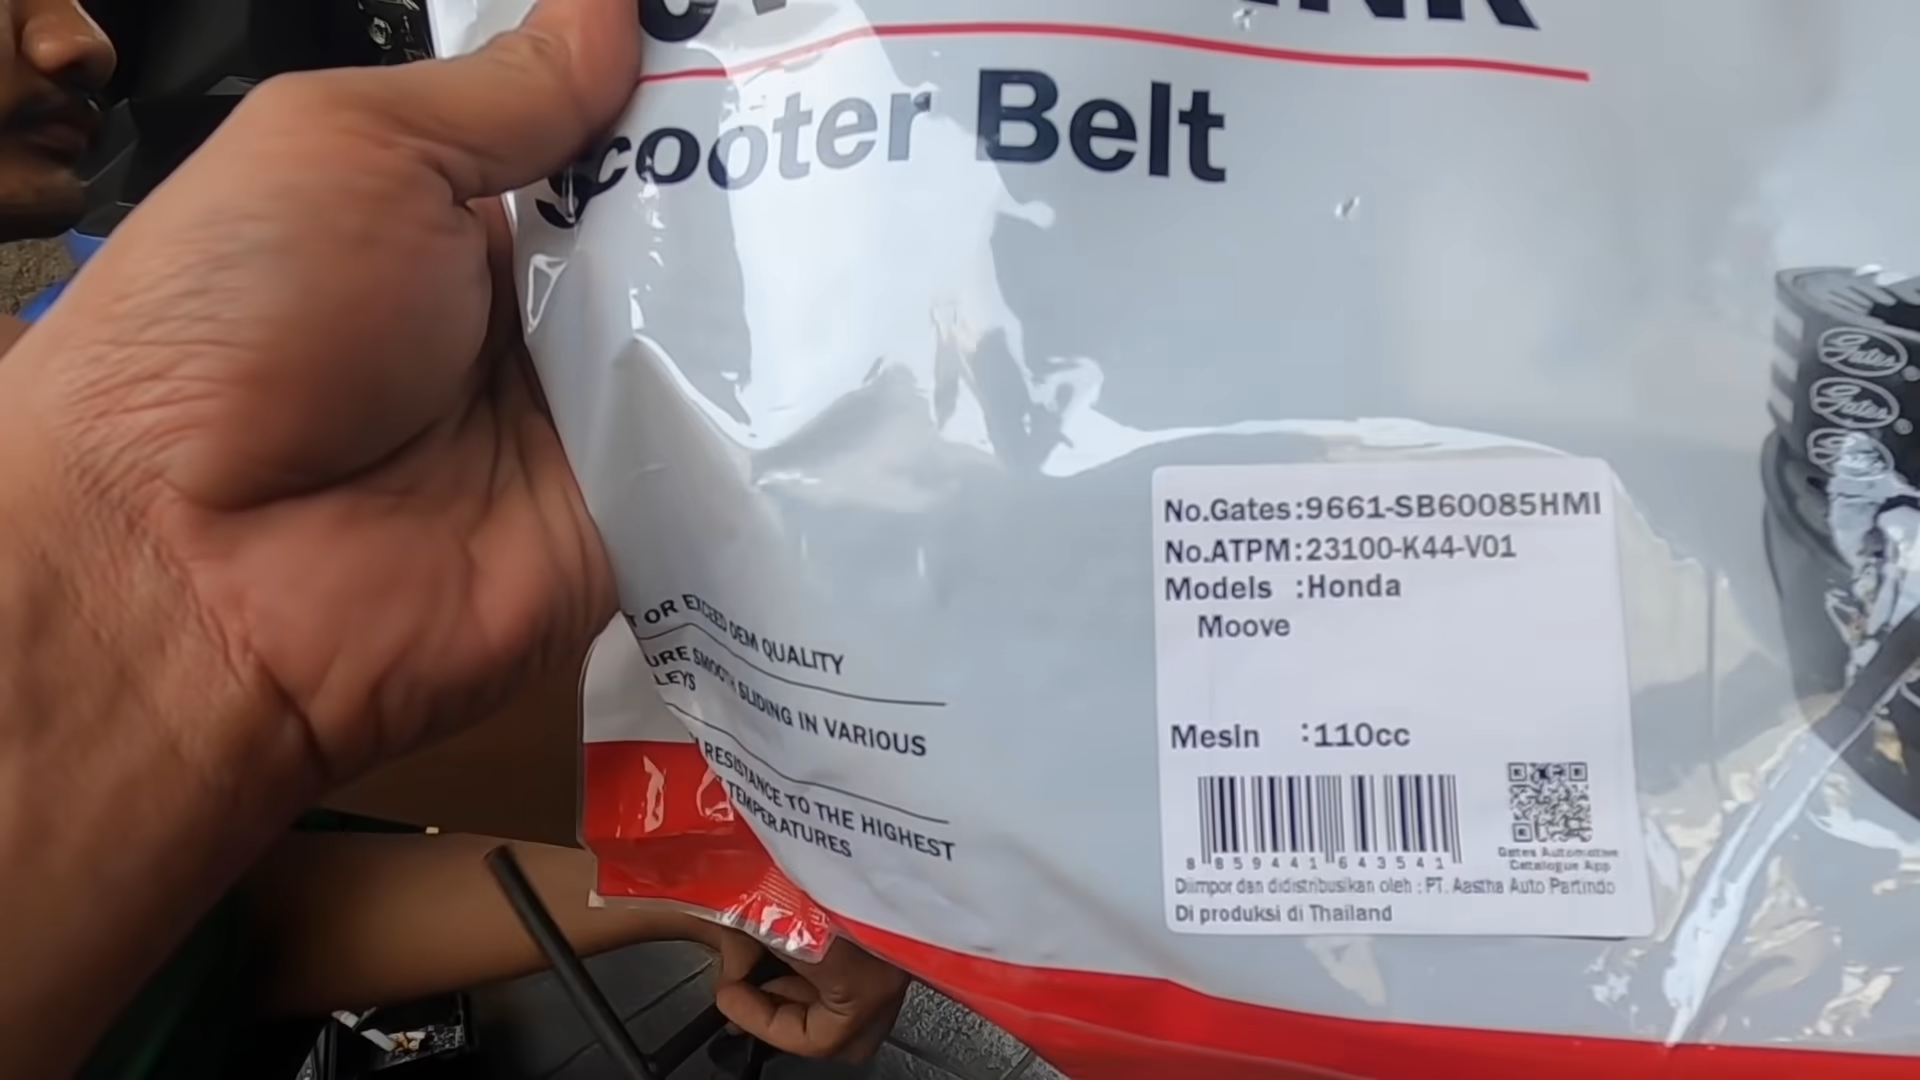 Scooter Belt
Gates
Gates
No.Gates:9661-SB60085HMI
No.ATPM:23100-K44-V01
Models :Honda
Moove
Mesin :110cc
8 859441 643541
Gates Automotive
Catalogue App
Diimpor dan didistribusikan oleh : PT. Aastha Auto Partindo
Di produksi di Thailand
OR EXCEED OEM QUALITY
SMOOTH SLIDING IN VARIOUS
RESISTANCE TO THE HIGHEST
TEMPERATURES